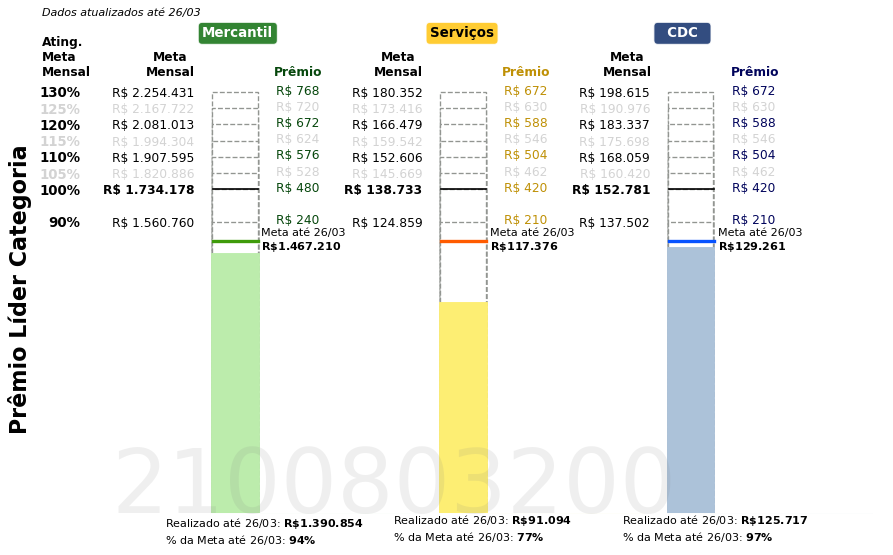 Dados atualizados até 26/03
Mercantil Serviços CDC
Ating. Meta Mensal Meta Mensal Prêmio Meta Mensal Prêmio Meta Mensal Prêmio
130% R$ 2.254.431 R$ 768 R$ 180.352 R$ 672 R$ 198.615 R$ 672
125% R$ 2.167.722 R$ 720 R$ 173.416 R$ 630 R$ 190.976 R$ 630
120% R$ 2.081.013 R$ 672 R$ 166.479 R$ 588 R$ 183.337 R$ 588
115% R$ 1.994.304 R$ 624 R$ 159.542 R$ 546 R$ 175.698 R$ 546
110% R$ 1.907.595 R$ 576 R$ 152.606 R$ 504 R$ 168.059 R$ 504
105% R$ 1.820.886 R$ 528 R$ 145.669 R$ 462 R$ 160.420 R$ 462
100% R$ 1.734.178 R$ 480 R$ 138.733 R$ 420 R$ 152.781 R$ 420
90% R$ 1.560.760 R$ 240 R$ 124.859 R$ 210 R$ 137.502 R$ 210
Meta até 26/03 Meta até 26/03 Meta até 26/03
R$1.467.210 R$117.376 R$129.261
Prêmio Líder Categoria
2100803200
Realizado até 26/03: R$1.390.854 Realizado até 26/03: R$91.094 Realizado até 26/03: R$125.717
% da Meta até 26/03: 94% % da Meta até 26/03: 77% % da Meta até 26/03: 97%